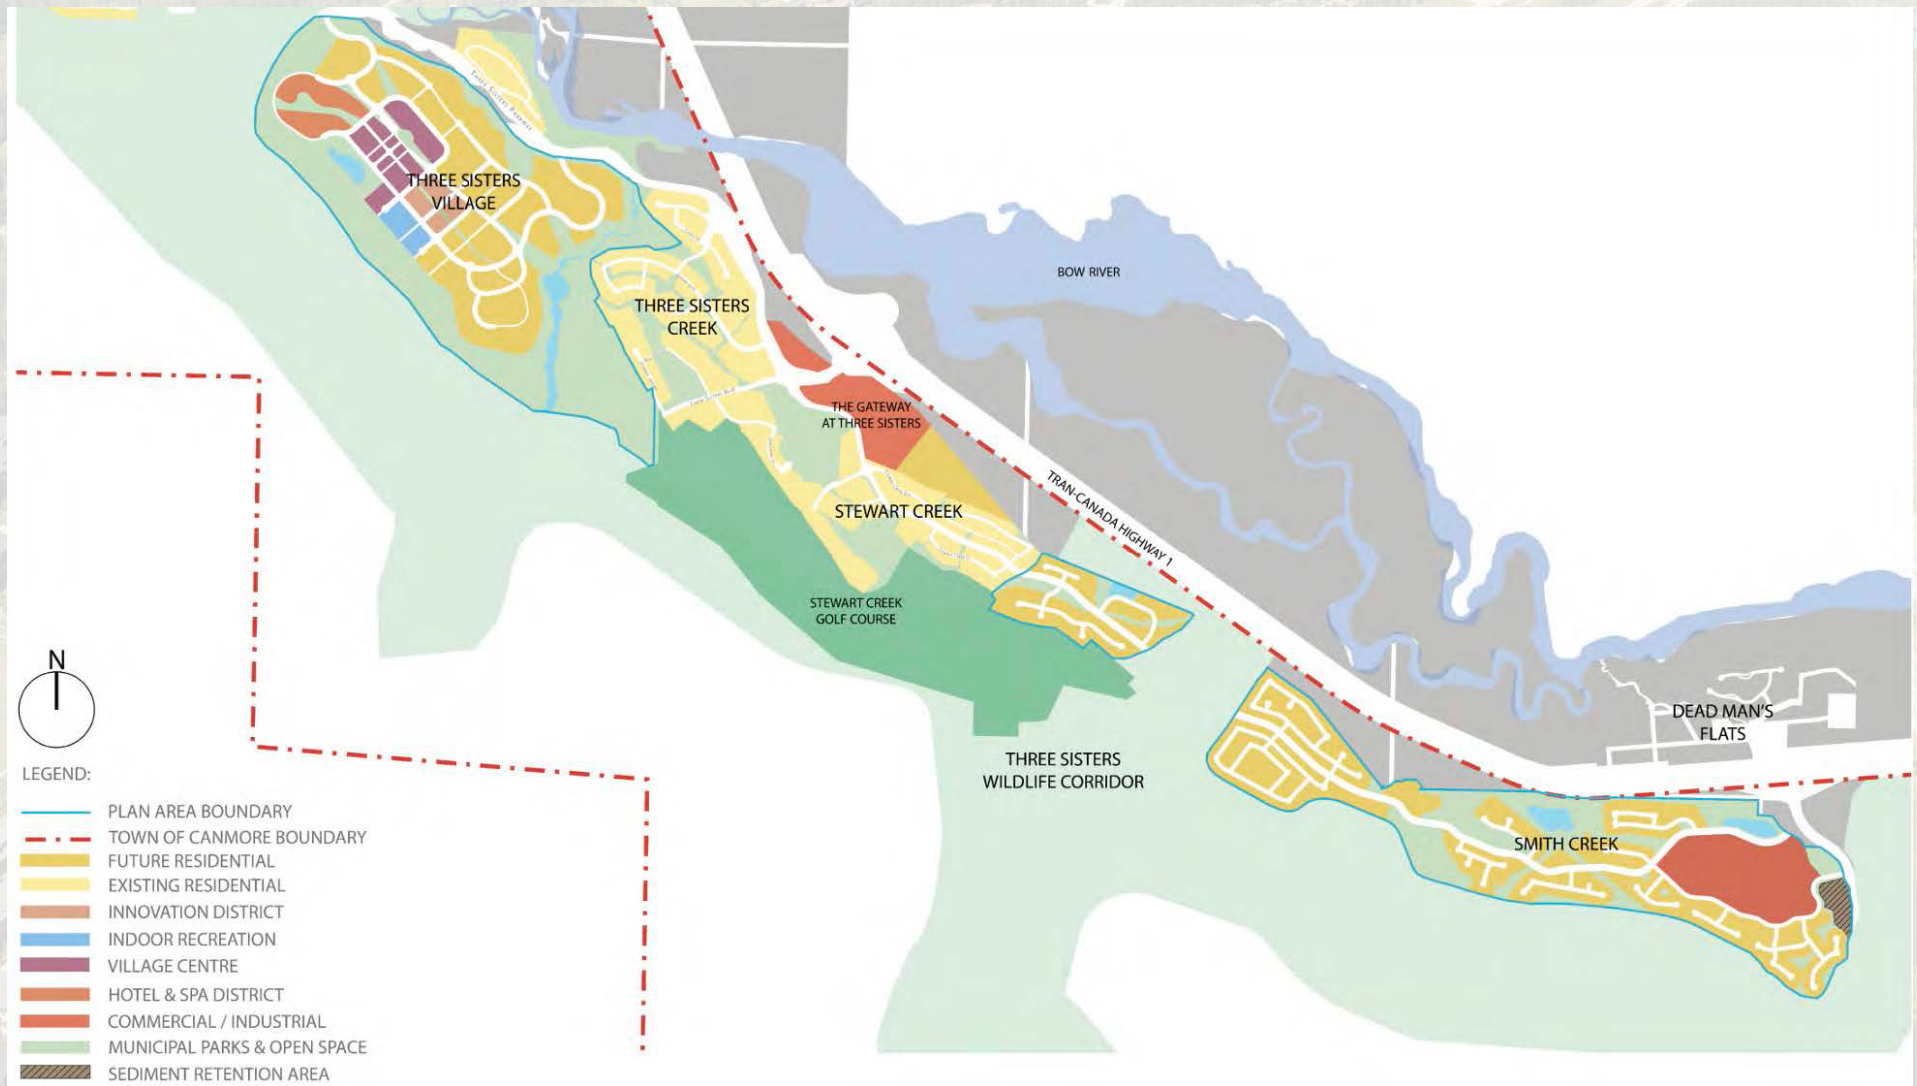 THREE SISTERS PARKWAY
THREE SISTERS
VILLAGE
BOW RIVER
THREE SISTERS
CREEK
THE GATEWAY
AT THREE SISTERS
TRAN-CANADA HIGHWAY 1
STEWART CREEK
STEWART CREEK
GOLF COURSE
DEAD MAN'S
FLATS
THREE SISTERS
WILDLIFE CORRIDOR
SMITH CREEK
N
LEGEND:
PLAN AREA BOUNDARY
TOWN OF CANMORE BOUNDARY
FUTURE RESIDENTIAL
EXISTING RESIDENTIAL
INNOVATION DISTRICT
INDOOR RECREATION
VILLAGE CENTRE
HOTEL & SPA DISTRICT
COMMERCIAL / INDUSTRIAL
MUNICIPAL PARKS & OPEN SPACE
SEDIMENT RETENTION AREA